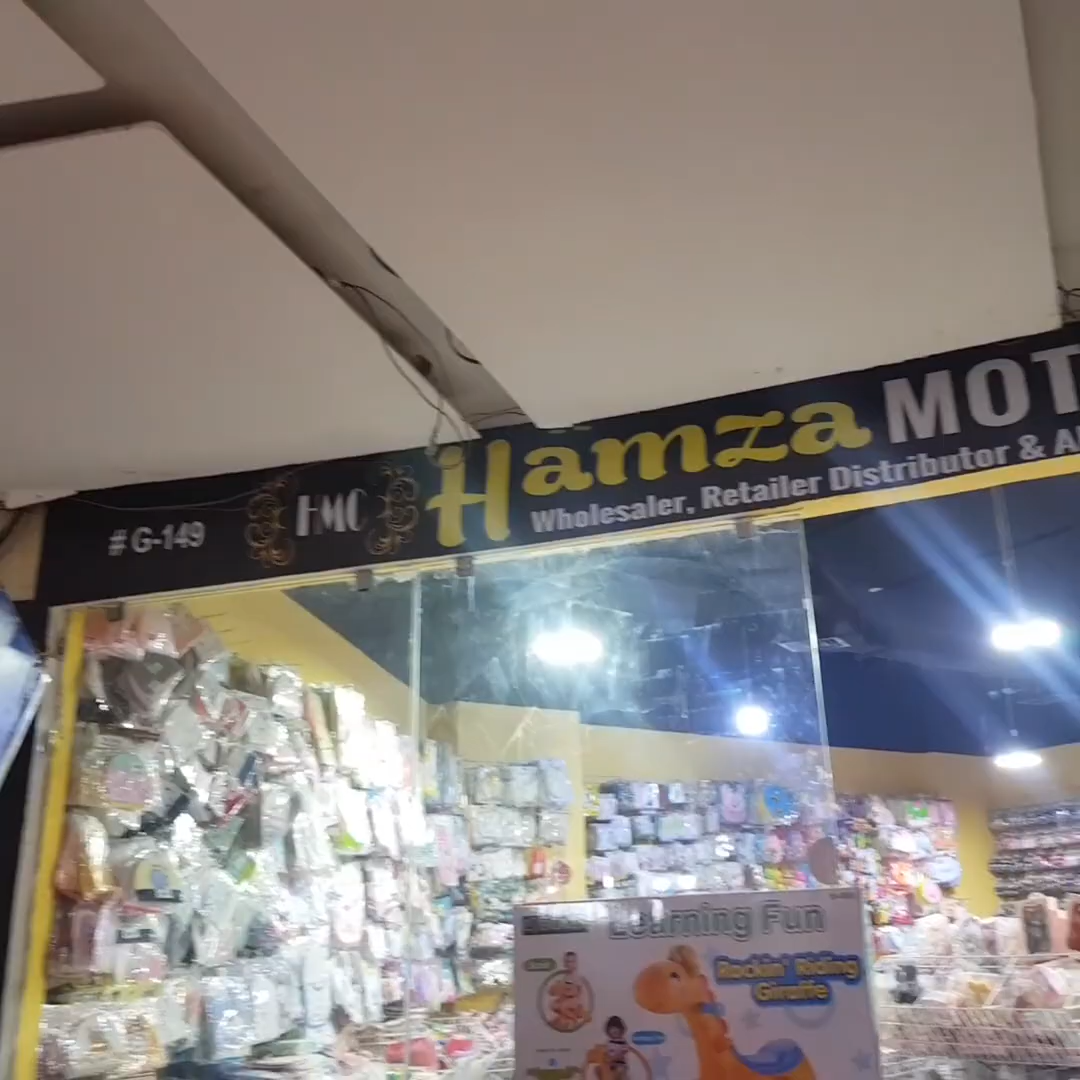 # G-149
HMC
Hamza MOT
Wholesaler, Retailer Distributor & A
Learning Fun
Rockin' Riding
Giraffe